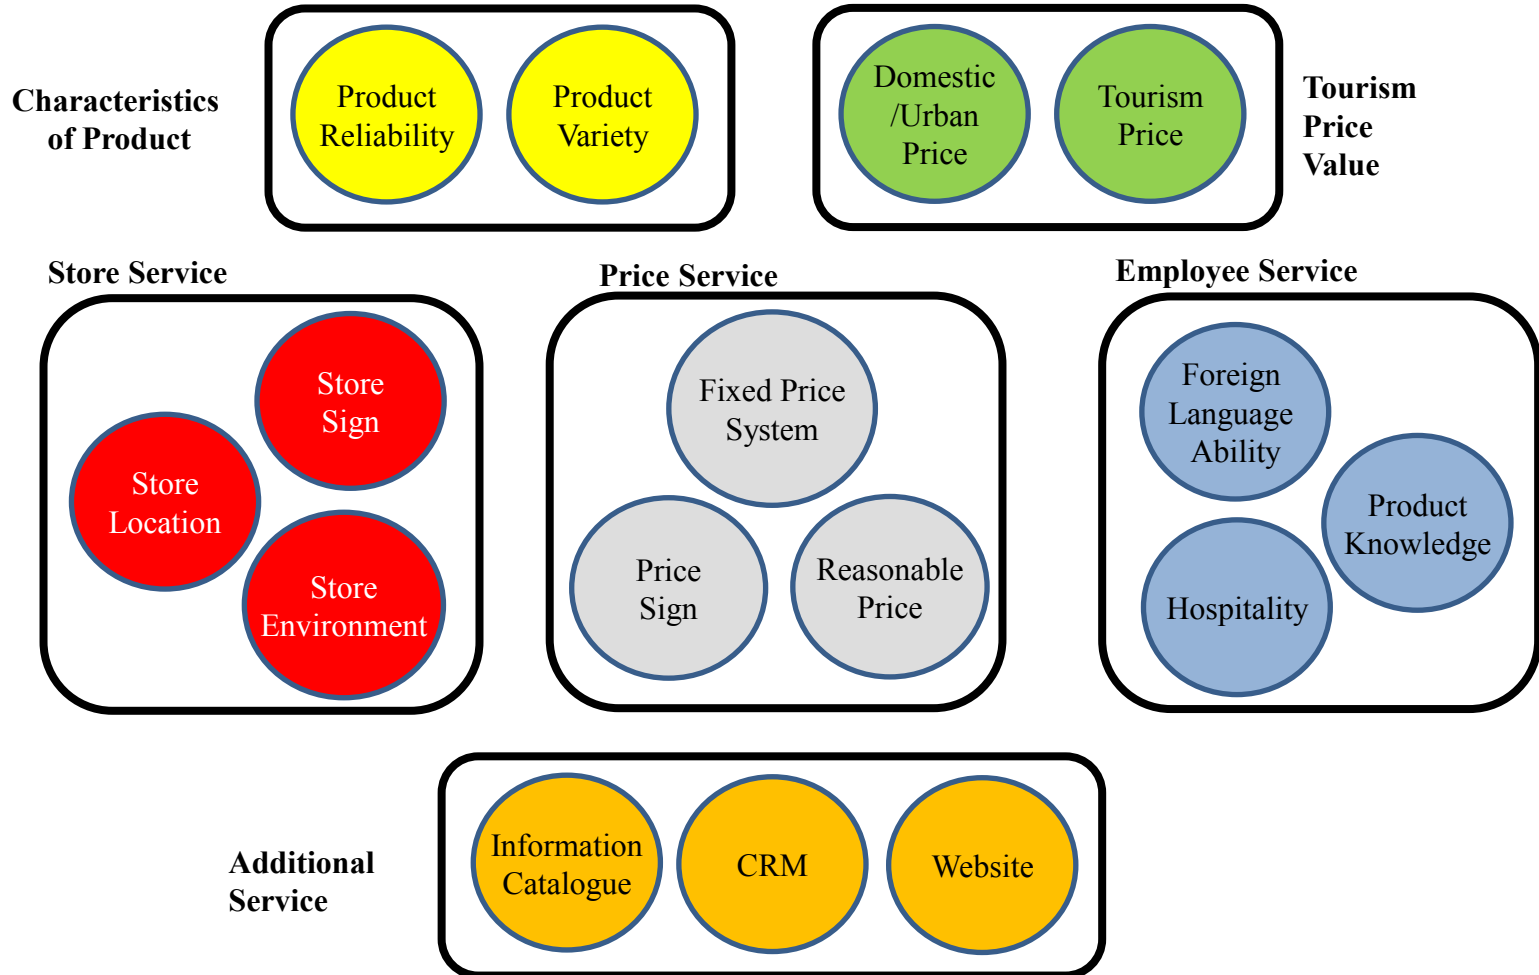 Characteristics
of Product
Product
Reliability
Product
Variety
Domestic
/Urban
Price
Tourism
Price
Tourism
Price
Value
Store Service
Store
Sign
Store
Location
Store
Environment
Price Service
Fixed Price
System
Price
Sign
Reasonable
Price
Employee Service
Foreign
Language
Ability
Product
Knowledge
Hospitality
Additional
Service
Information
Catalogue
CRM
Website